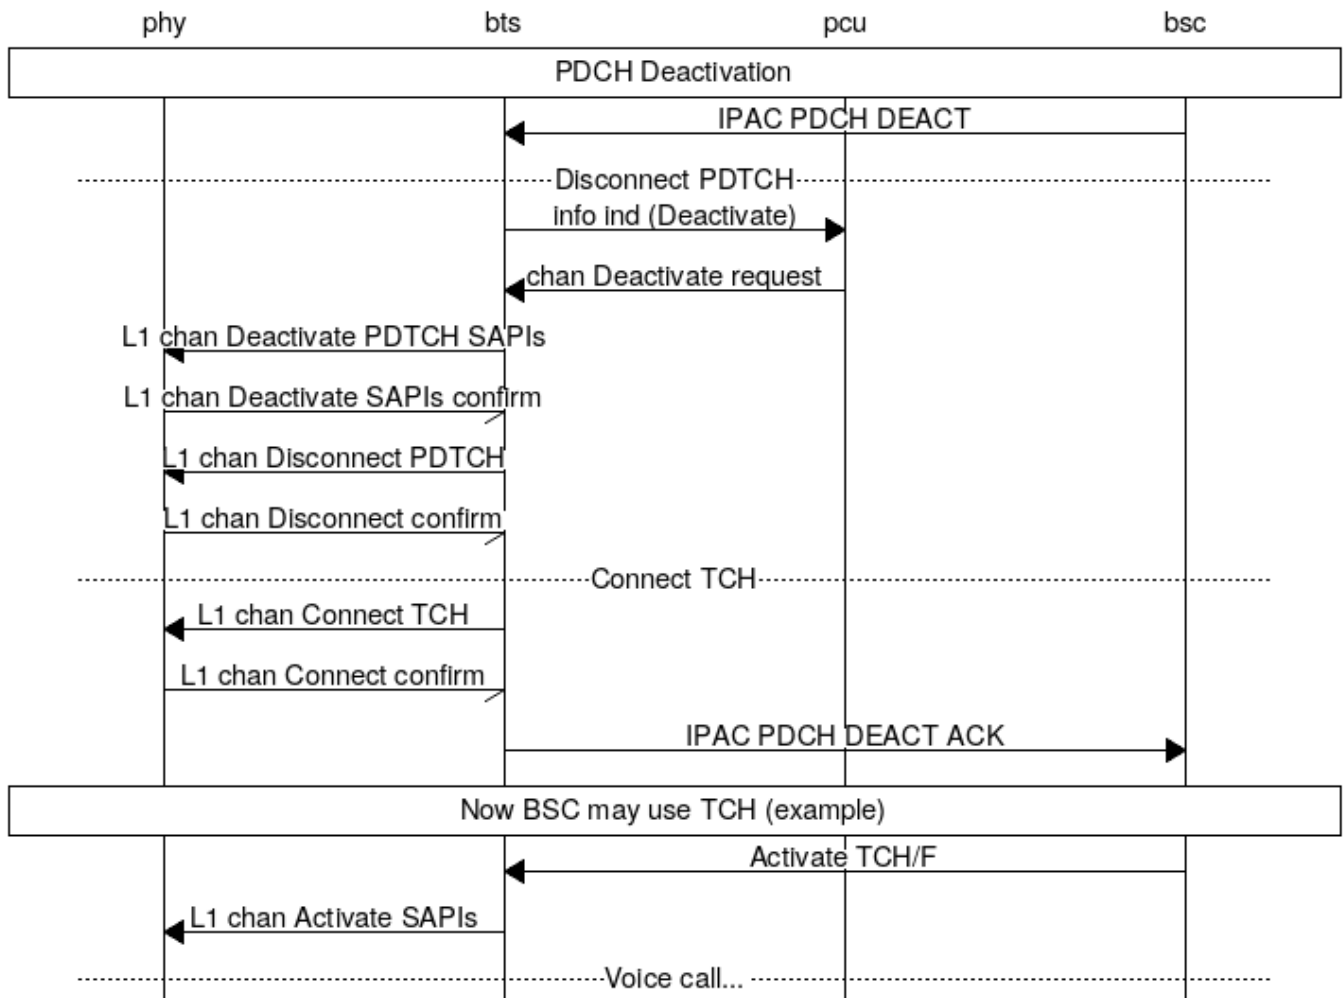 phy bts pcu bsc
PDCH Deactivation
IPAC PDCH DEACT
Disconnect PDTCH
info ind (Deactivate)
chan Deactivate request
L1 chan Deactivate PDTCH SAPIs
L1 chan Deactivate SAPIs confirm
L1 chan Disconnect PDTCH
L1 chan Disconnect confirm
Connect TCH
L1 chan Connect TCH
L1 chan Connect confirm
IPAC PDCH DEACT ACK
Now BSC may use TCH (example)
Activate TCH/F
L1 chan Activate SAPIs
Voice call...